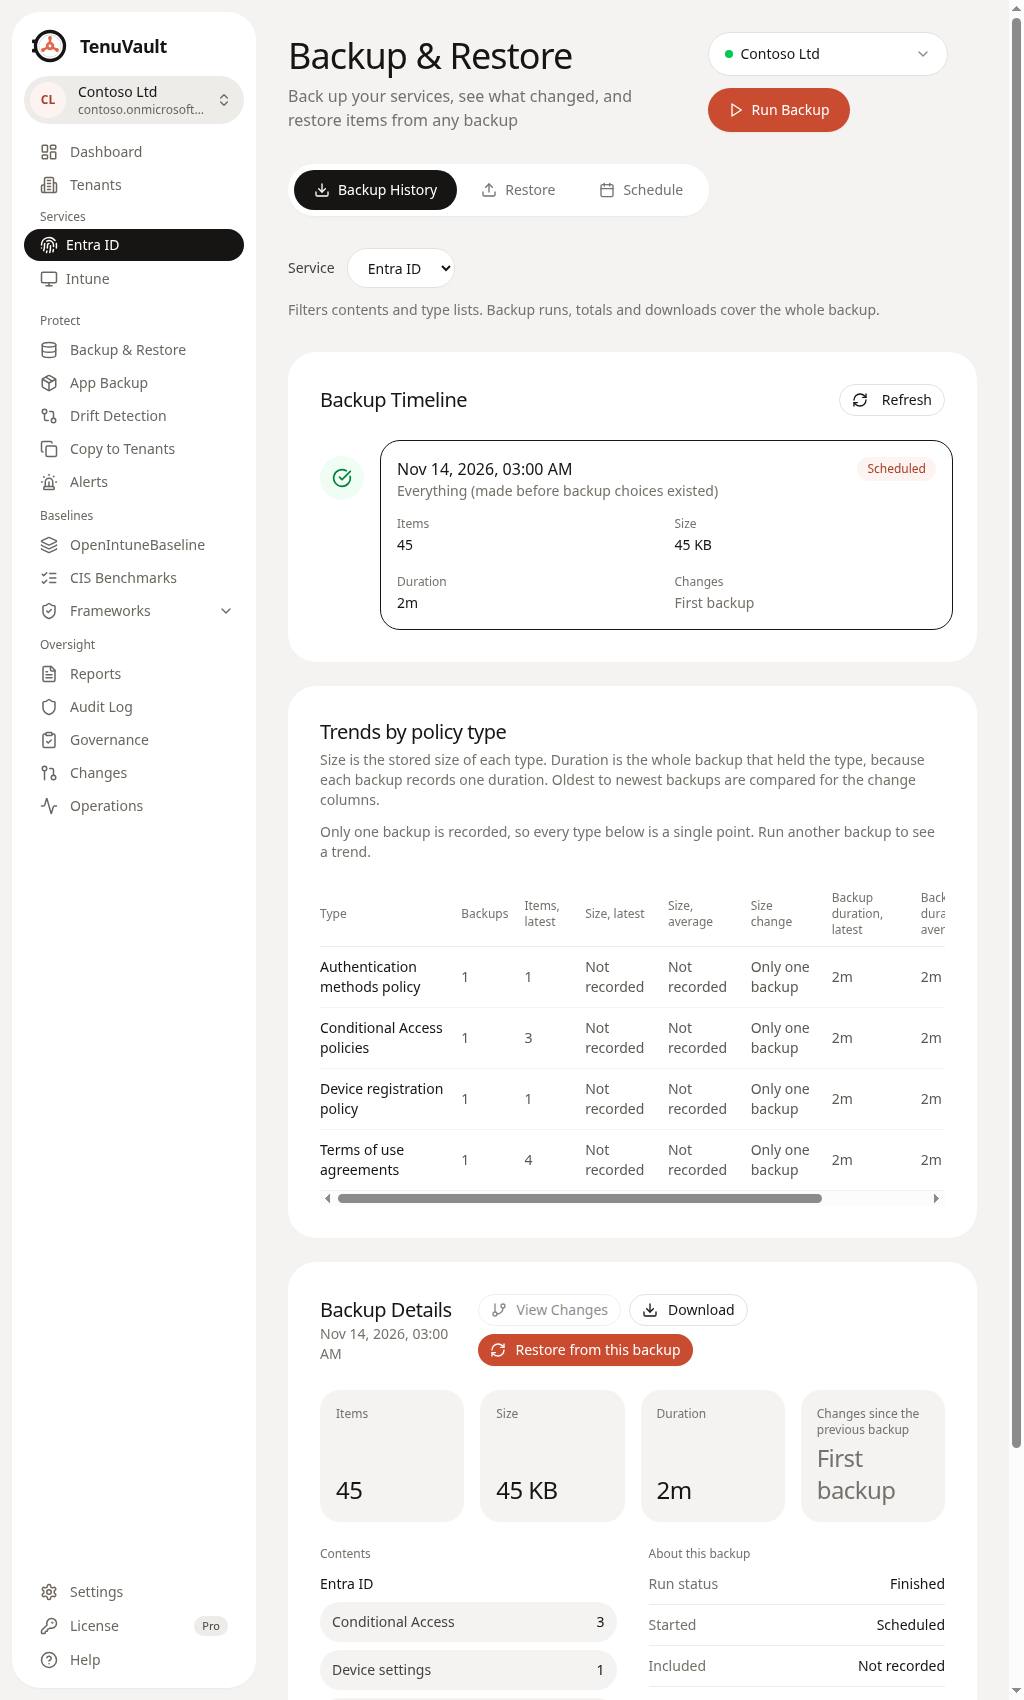 TenuVault
CL
Contoso Ltd
contoso.onmicrosoft...
Dashboard
Tenants
Services
Entra ID
Intune
Protect
Backup & Restore
App Backup
Drift Detection
Copy to Tenants
Alerts
Baselines
OpenIntuneBaseline
CIS Benchmarks
Frameworks
Oversight
Reports
Audit Log
Governance
Changes
Operations
Settings
License
Pro
Help
Backup & Restore
Back up your services, see what changed, and
restore items from any backup
Contoso Ltd
Run Backup
Backup History
Restore
Schedule
Service
Entra ID
Filters contents and type lists. Backup runs, totals and downloads cover the whole backup.
Backup Timeline
Refresh
Nov 14, 2026, 03:00 AM
Scheduled
Everything (made before backup choices existed)
Items
Size
45
45 KB
Duration
Changes
2m
First backup
Trends by policy type
Size is the stored size of each type. Duration is the whole backup that held the type, because
each backup records one duration. Oldest to newest backups are compared for the change
columns.
Only one backup is recorded, so every type below is a single point. Run another backup to see
a trend.
Type
Backups
Items,
latest
Size, latest
Size,
average
Size
change
Backup
duration,
latest
Authentication
methods policy
1
1
Not
recorded
Not
recorded
Only one
backup
2m
2m
Conditional Access
policies
1
3
Not
recorded
Not
recorded
Only one
backup
2m
2m
Device registration
policy
1
1
Not
recorded
Not
recorded
Only one
backup
2m
2m
Terms of use
agreements
1
4
Not
recorded
Not
recorded
Only one
backup
2m
2m
Backup Details
Nov 14, 2026, 03:00
AM
View Changes
Download
Restore from this backup
Items
45
Size
45 KB
Duration
2m
Changes since the
previous backup
First
backup
Contents
Entra ID
Conditional Access
3
Device settings
1
About this backup
Run status
Finished
Started
Scheduled
Included
Not recorded